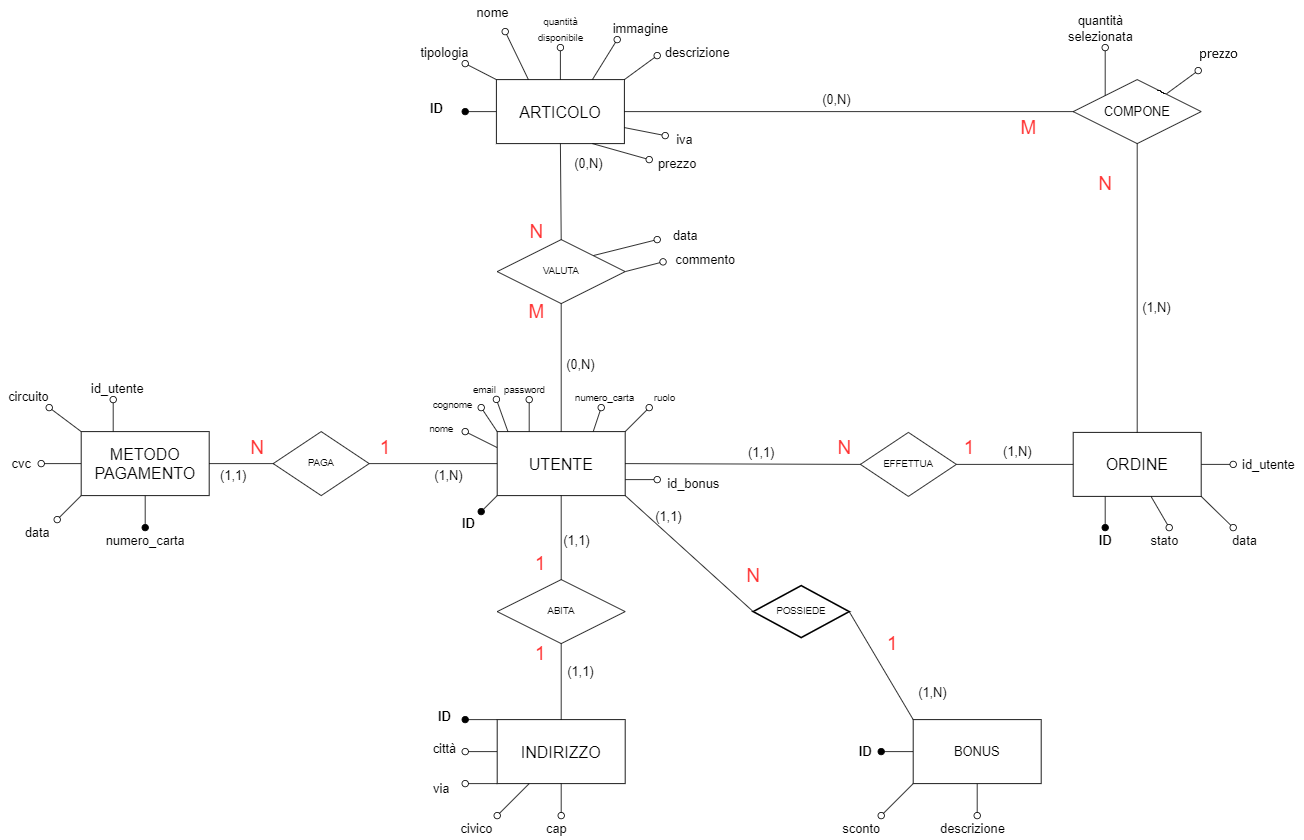 nome
quantità
disponibile
immagine
tipologia
descrizione
ID
ARTICOLO
iva
prezzo
(0,N)
(0,N)
quantità
selezionata
prezzo
COMPONE
M
N
N
data
VALUTA
commento
M
(0,N)
(1,N)
circuito
id_utente
cvc
METODO
PAGAMENTO
data
numero_carta
(1,1)
N
PAGA
1
(1,N)
email
password
cognome
nome
numero_carta
ruolo
UTENTE
id_bonus
ID
(1,1)
N
EFFETTUA
1
(1,N)
ORDINE
id_utente
ID
stato
data
(1,1)
(1,1)
1
ABITA
1
(1,1)
N
POSSIEDE
1
(1,N)
ID
città
via
INDIRIZZO
civico
cap
ID
BONUS
sconto
descrizione